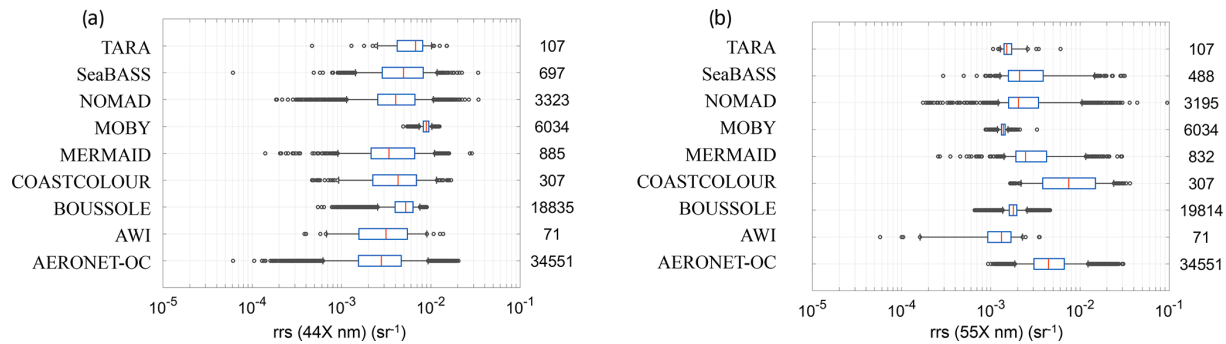 (a)
TARA 107
SeaBASS 697
NOMAD 3323
MOBY 6034
MERMAID 885
COASTCOLOUR 307
BOUSSOLE 18835
AWI 71
AERONET-OC 34551
10⁻⁵ 10⁻⁴ 10⁻³ 10⁻² 10⁻¹
rrs (44X nm) (sr⁻¹)
(b)
TARA 107
SeaBASS 488
NOMAD 3195
MOBY 6034
MERMAID 832
COASTCOLOUR 307
BOUSSOLE 19814
AWI 71
AERONET-OC 34551
10⁻⁵ 10⁻⁴ 10⁻³ 10⁻² 10⁻¹
rrs (55X nm) (sr⁻¹)